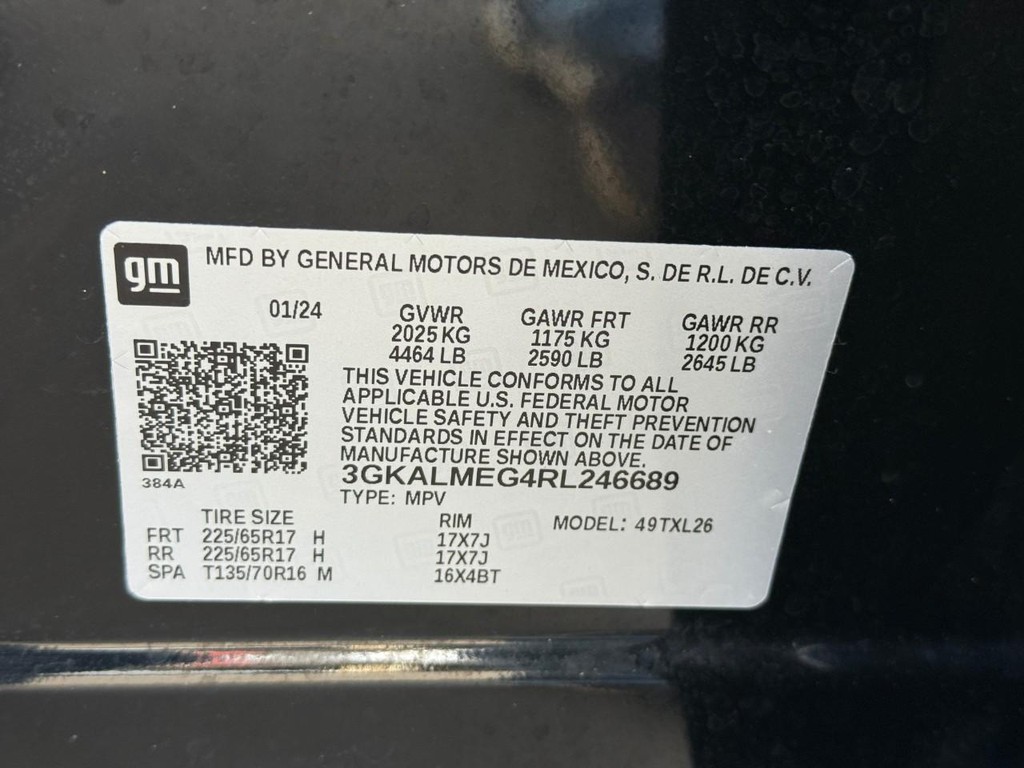 gm
MFD BY GENERAL MOTORS DE MEXICO, S. DE R.L. DE C.V.
01/24 GVWR GAWR FRT GAWR RR
2025 KG 1175 KG 1200 KG
4464 LB 2590 LB 2645 LB
THIS VEHICLE CONFORMS TO ALL
APPLICABLE U.S. FEDERAL MOTOR
VEHICLE SAFETY AND THEFT PREVENTION
STANDARDS IN EFFECT ON THE DATE OF
MANUFACTURE SHOWN ABOVE.
3GKALMEG4RL246689
384A
TYPE: MPV
TIRE SIZE RIM MODEL: 49TXL26
FRT 225/65R17 H 17X7J
RR 225/65R17 H 17X7J
SPA T135/70R16 M 16X4BT